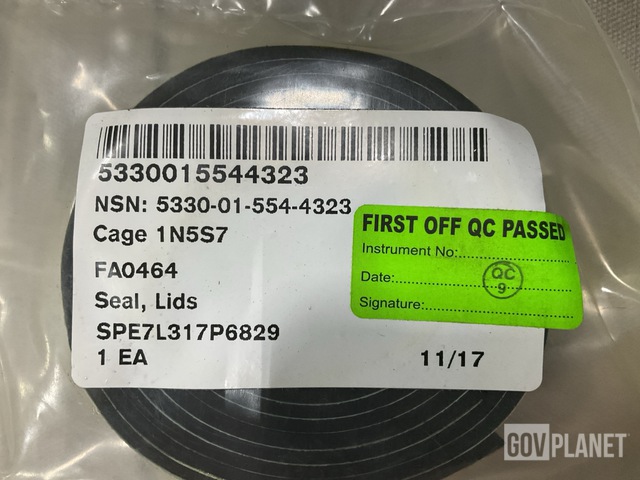 5330015544323
NSN: 5330-01-554-4323
Cage 1N5S7
FA0464
Seal, Lids
SPE7L317P6829
1 EA 11/17
FIRST OFF QC PASSED
Instrument No:
Date:
QC
9
Signature:
GOVPLANET